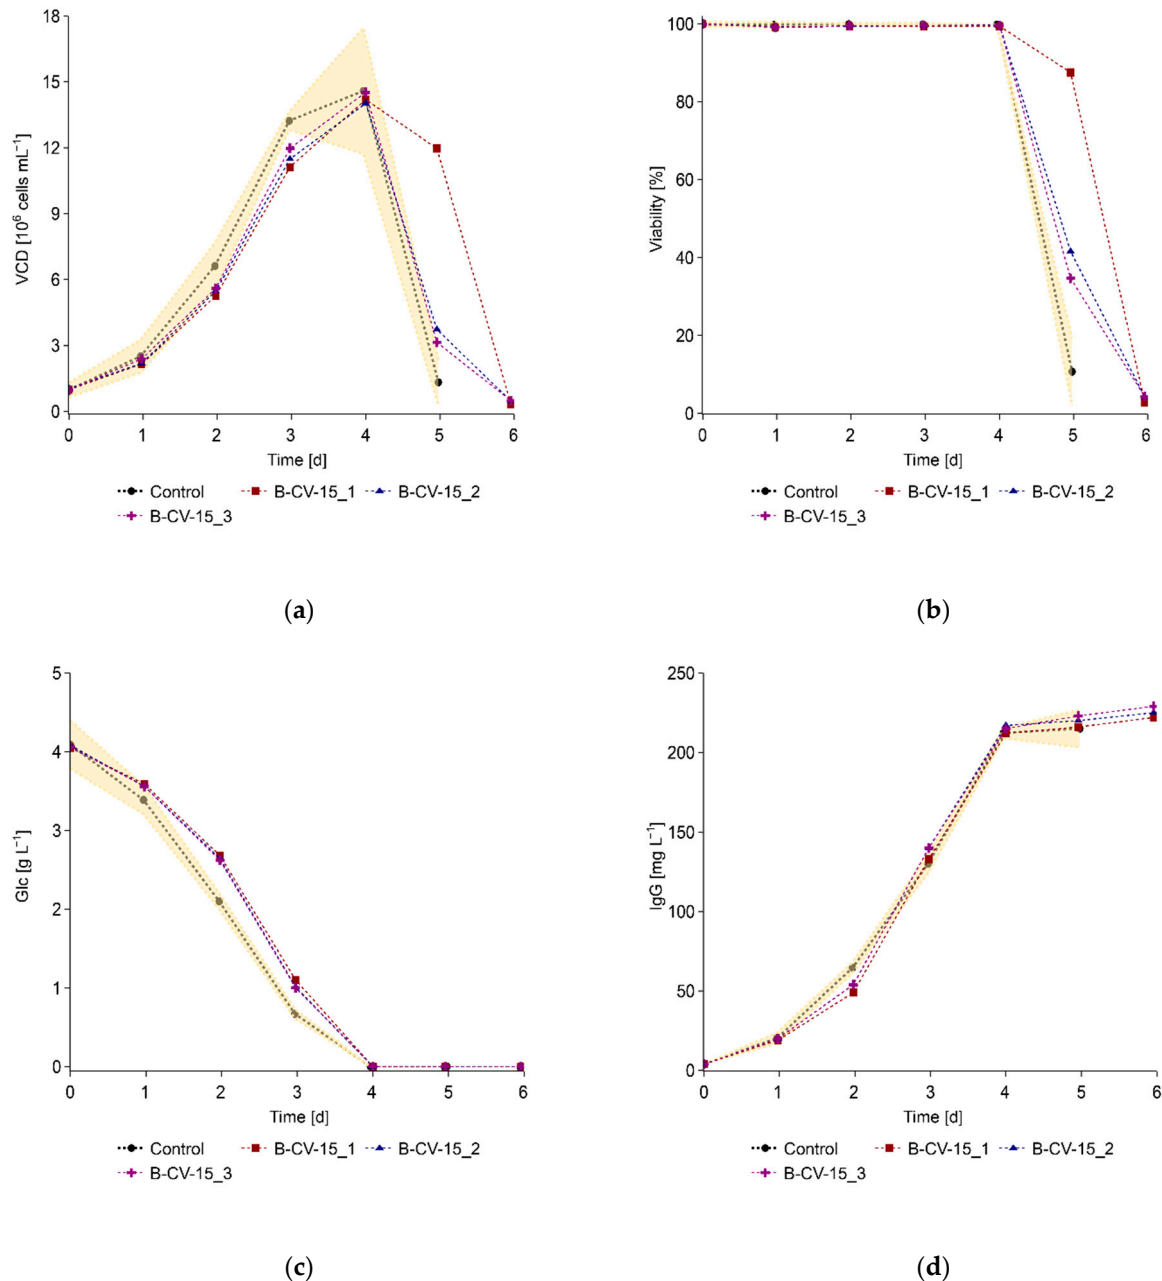 18
15
12
9
6
3
0
VCD [10⁶ cells mL⁻¹]
0 1 2 3 4 5 6
Time [d]
Control B-CV-15_1 B-CV-15_2
B-CV-15_3
(a)
100
80
60
40
20
0
Viability [%]
0 1 2 3 4 5 6
Time [d]
Control B-CV-15_1 B-CV-15_2
B-CV-15_3
(b)
5
4
3
2
1
0
Glc [g L⁻¹]
0 1 2 3 4 5 6
Time [d]
Control B-CV-15_1 B-CV-15_2
B-CV-15_3
(c)
250
200
150
100
50
0
IgG [mg L⁻¹]
0 1 2 3 4 5 6
Time [d]
Control B-CV-15_1 B-CV-15_2
B-CV-15_3
(d)